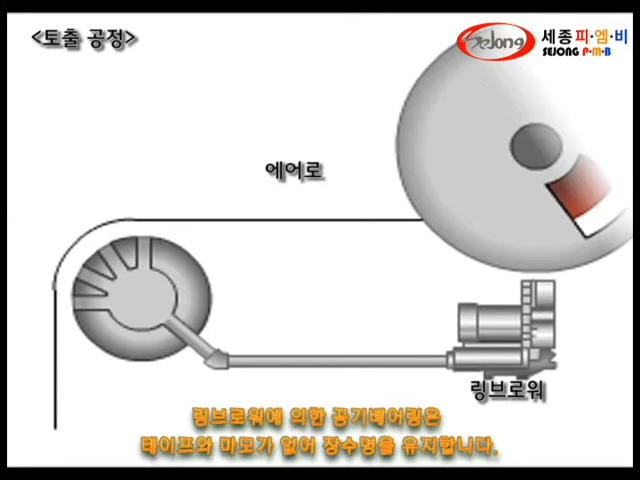 <토출 공정>
SeJong
세종 피·엠·비
SEJONG P·M·B
에어로
링브로워
링브로워에 의한 공기베어링은
테이프와 마모가 없어 장수명을 유지합니다.